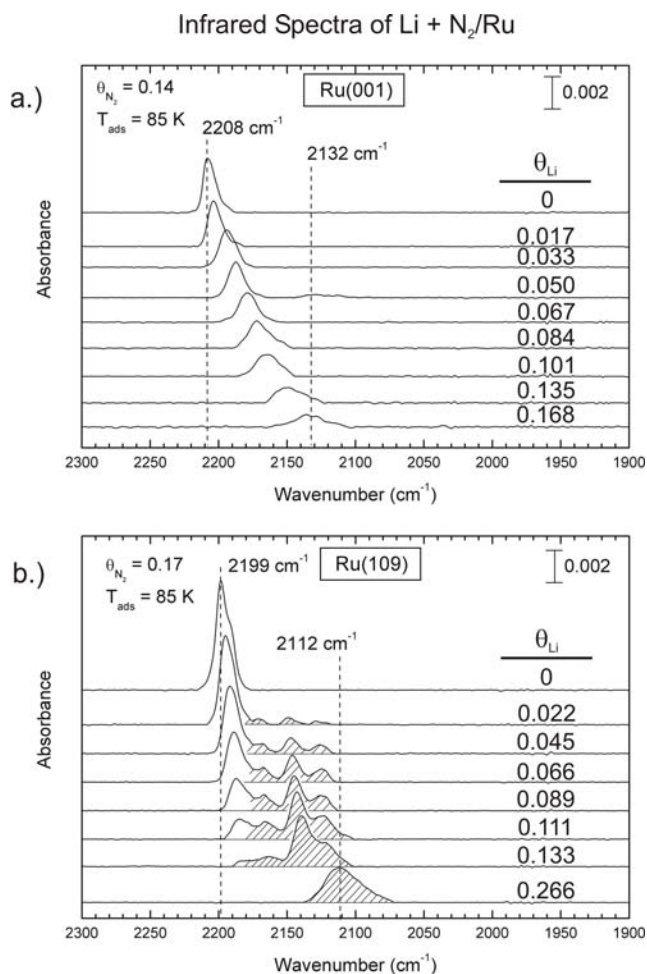 Infrared Spectra of Li + N₂/Ru
a.)
θN₂ = 0.14
Tads = 85 K
Ru(001)
0.002
2208 cm⁻¹
2132 cm⁻¹
θLi
0
0.017
0.033
0.050
0.067
0.084
0.101
0.135
0.168
Absorbance
2300 2250 2200 2150 2100 2050 2000 1950 1900
Wavenumber (cm⁻¹)
b.)
θN₂ = 0.17
Tads = 85 K
2199 cm⁻¹
Ru(109)
0.002
2112 cm⁻¹
θLi
0
0.022
0.045
0.066
0.089
0.111
0.133
0.266
Absorbance
2300 2250 2200 2150 2100 2050 2000 1950 1900
Wavenumber (cm⁻¹)